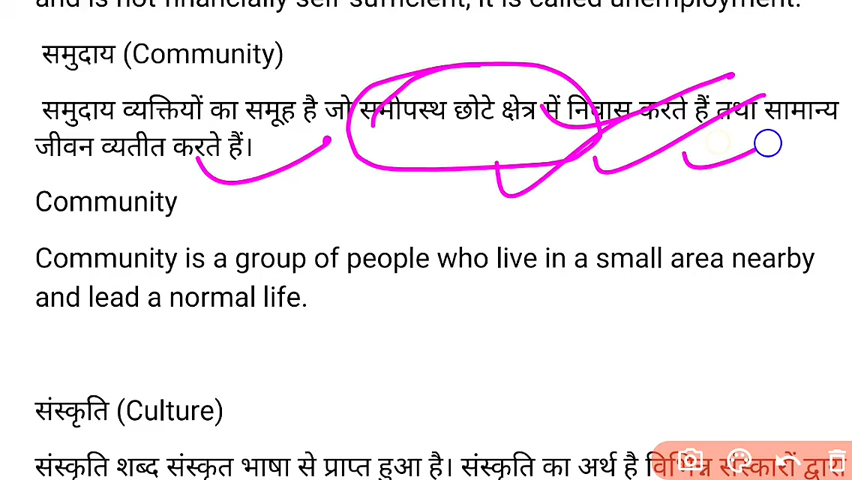 and is not financially self-sufficient, it is called unemployment.
समुदाय (Community)
समुदाय व्यक्तियों का समूह है जो समीपस्थ छोटे क्षेत्र में निवास करते हैं तथा सामान्य
जीवन व्यतीत करते हैं।
Community
Community is a group of people who live in a small area nearby
and lead a normal life.
संस्कृति (Culture)
संस्कृति शब्द संस्कृत भाषा से प्राप्त हुआ है। संस्कृति का अर्थ है विभिन्न संस्कारों द्वारा